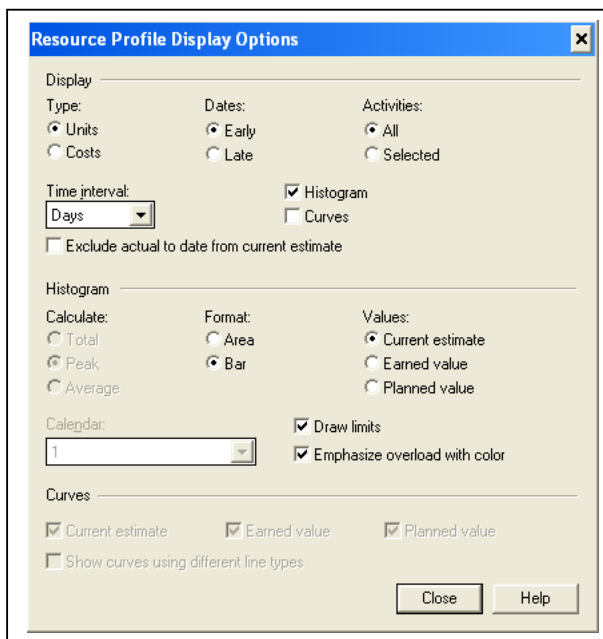 Resource Profile Display Options
Display
Type: Dates: Activities:
Units Early All
Costs Late Selected
Time interval: Histogram
Days Curves
Exclude actual to date from current estimate
Histogram
Calculate: Format: Values:
Total Area Current estimate
Peak Bar Earned value
Average Planned value
Calendar: Draw limits
1 Emphasize overload with color
Curves
Current estimate Earned value Planned value
Show curves using different line types
Close Help